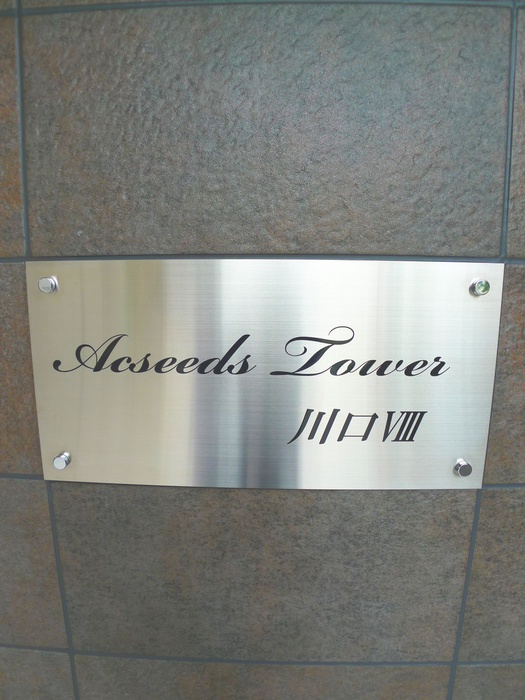 Acseeds Tower
川口Ⅷ